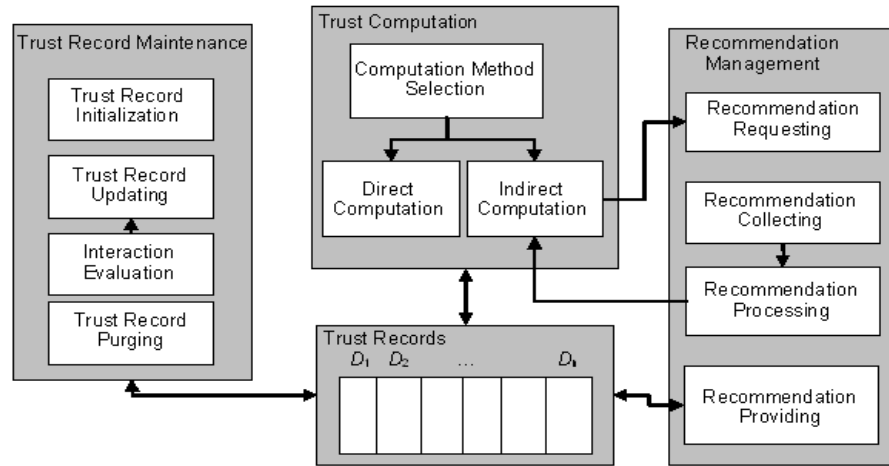 Trust Record Maintenance
Trust Record
Initialization
Trust Record
Updating
Interaction
Evaluation
Trust Record
Purging
Trust Computation
Computation Method
Selection
Direct
Computation
Indirect
Computation
Trust Records
D1 D2 ... Dn
Recommendation
Management
Recommendation
Requesting
Recommendation
Collecting
Recommendation
Processing
Recommendation
Providing